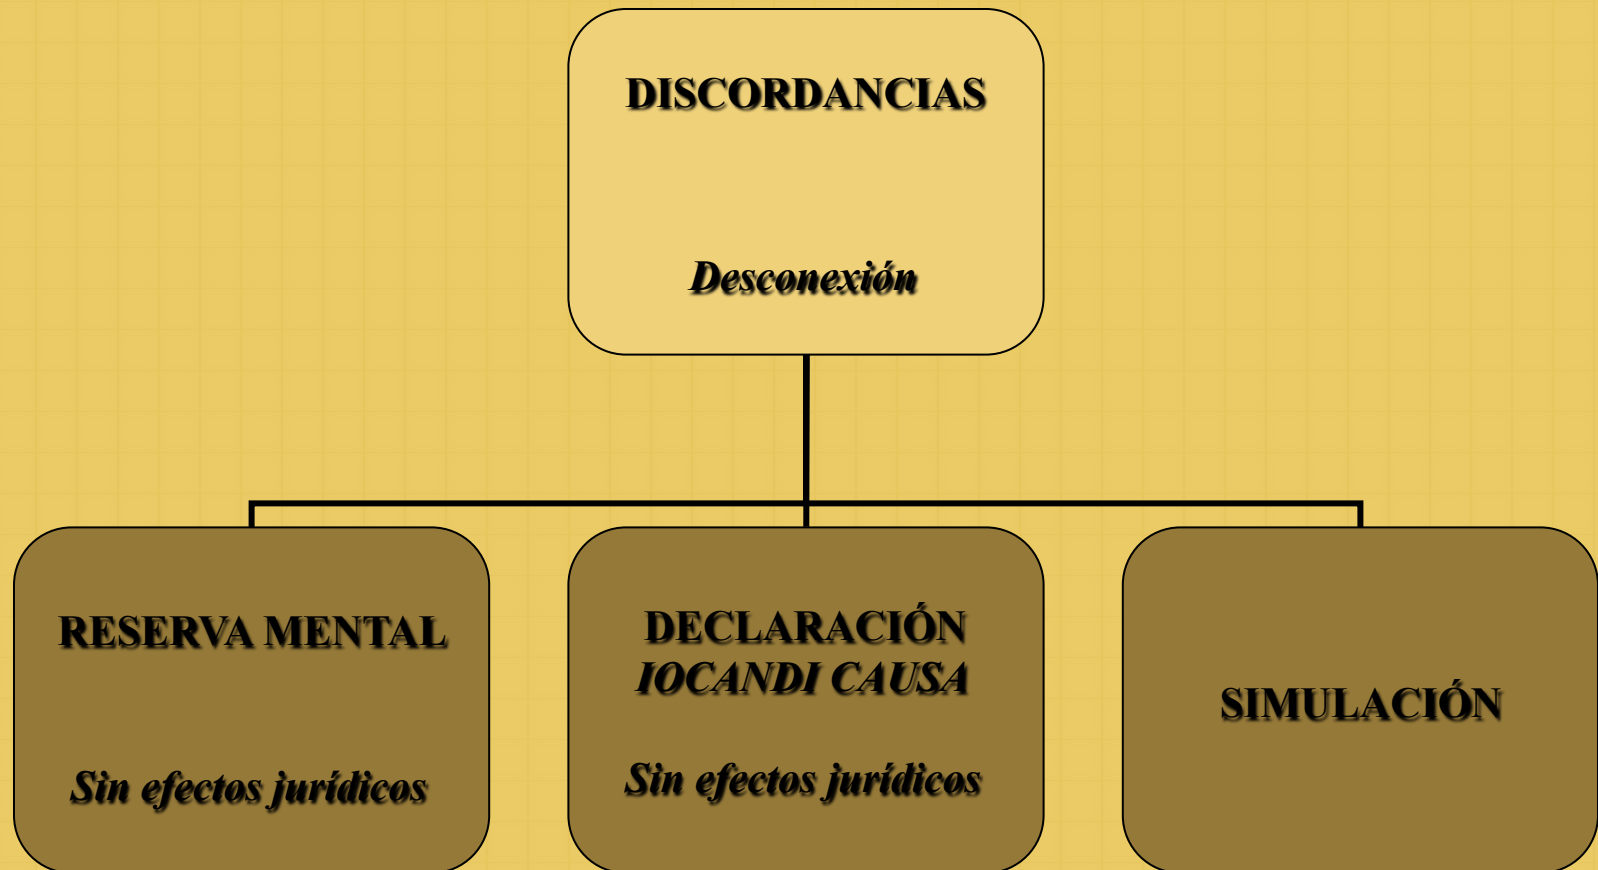 DISCORDANCIAS
Desconexión
RESERVA MENTAL
Sin efectos jurídicos
DECLARACIÓN
IOCANDI CAUSA
Sin efectos jurídicos
SIMULACIÓN